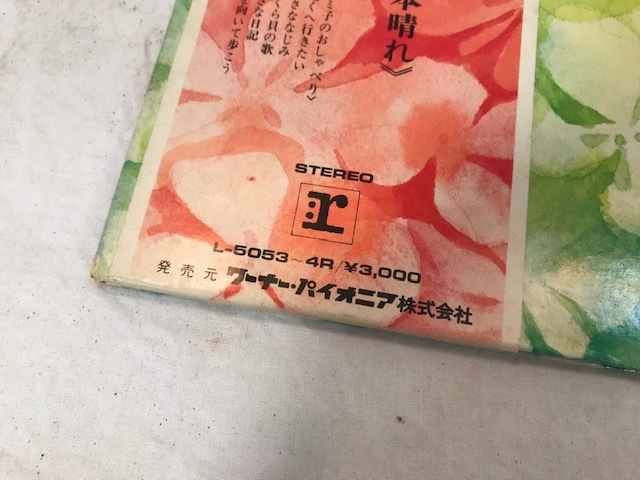 本晴れ》
ミ子のおしゃべり〉
くへ行きたい
さななじみ
くら貝の歌
な日記
を向いて歩こう
STEREO
:r
L-5053~4R/¥3,000
発売元 ワーナー・パイオニア株式会社